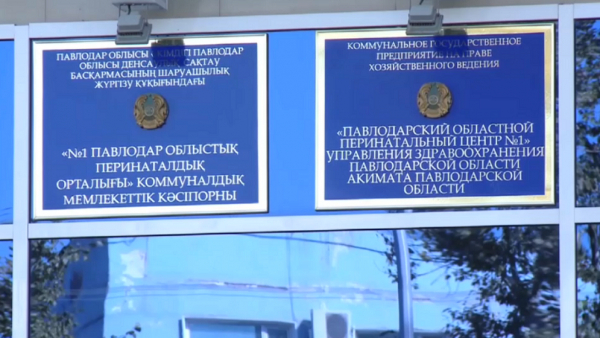 ПАВЛОДАР ОБЛЫСЫ ӘКІМДІГІ ПАВЛОДАР
ОБЛЫСЫ ДЕНСАУЛЫҚ САҚТАУ
БАСҚАРМАСЫНЫҢ ШАРУАШЫЛЫҚ
ЖҮРГІЗУ ҚҰҚЫҒЫНДАҒЫ
«№1 ПАВЛОДАР ОБЛЫСТЫҚ
ПЕРИНАТАЛДЫҚ
ОРТАЛЫҒЫ» КОММУНАЛДЫҚ
МЕМЛЕКЕТТІК КӘСІПОРНЫ
КОММУНАЛЬНОЕ ГОСУДАРСТВЕННОЕ
ПРЕДПРИЯТИЕ НА ПРАВЕ
ХОЗЯЙСТВЕННОГО ВЕДЕНИЯ
«ПАВЛОДАРСКИЙ ОБЛАСТНОЙ
ПЕРИНАТАЛЬНЫЙ ЦЕНТР №1»
УПРАВЛЕНИЯ ЗДРАВООХРАНЕНИЯ
ПАВЛОДАРСКОЙ ОБЛАСТИ
АКИМАТА ПАВЛОДАРСКОЙ
ОБЛАСТИ